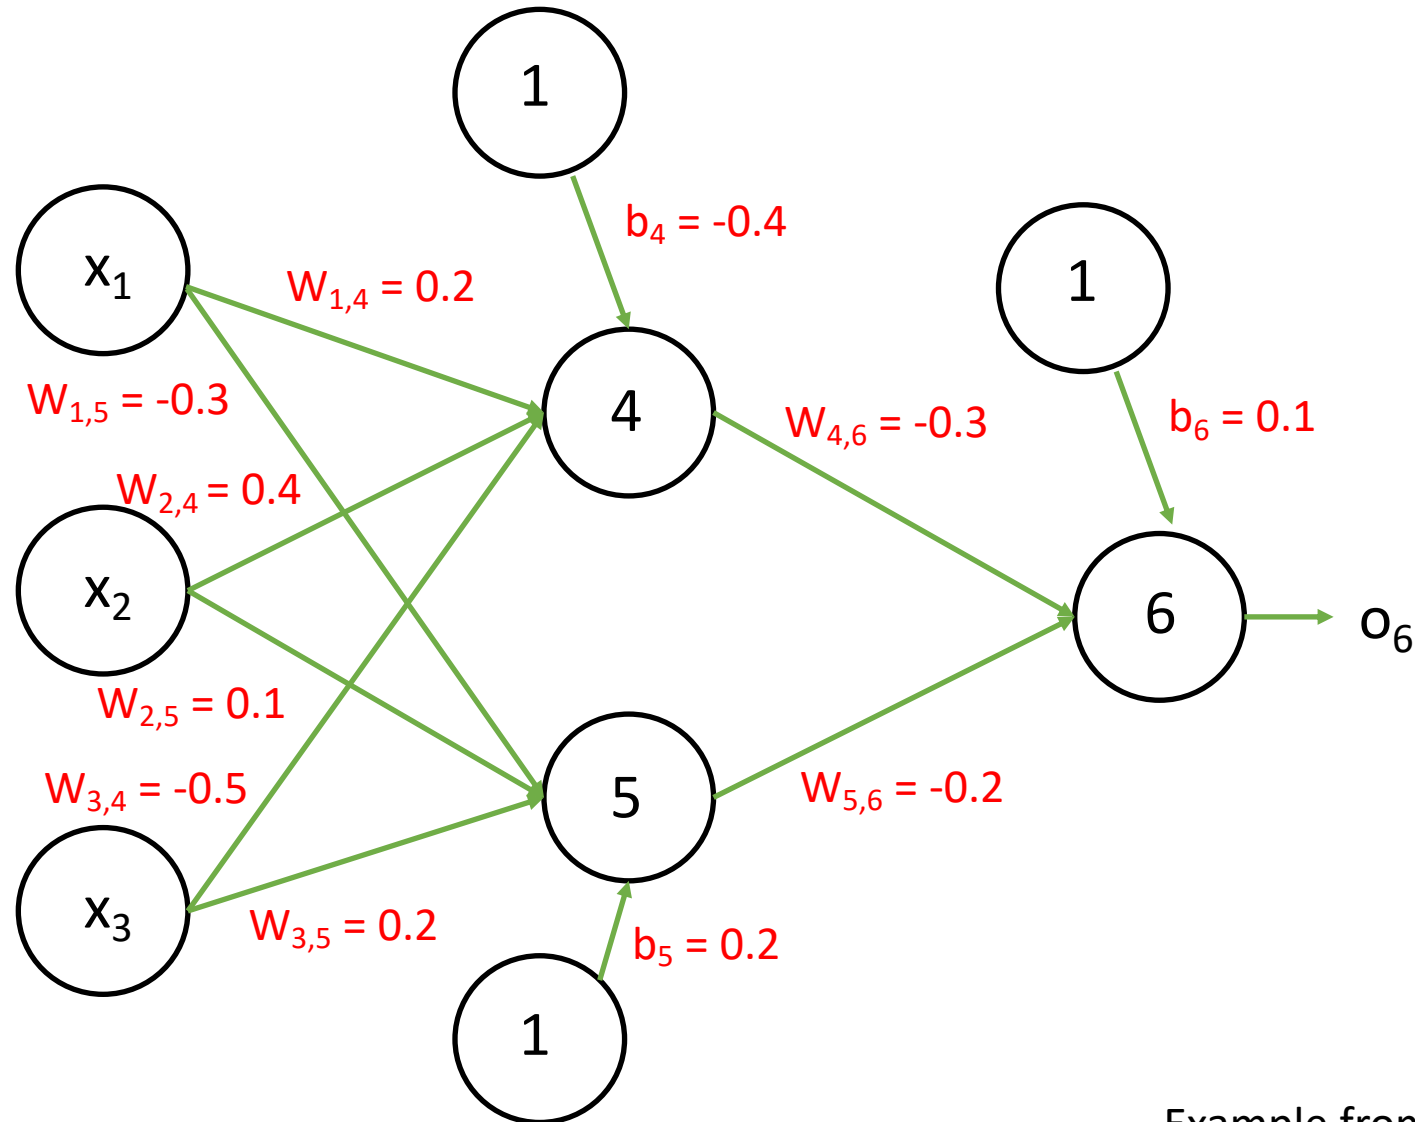 1
b₄ = -0.4
x₁
W₁,₄ = 0.2
1
W₁,₅ = -0.3
4
W₄,₆ = -0.3
b₆ = 0.1
W₂,₄ = 0.4
x₂
6
o₆
W₂,₅ = 0.1
W₃,₄ = -0.5
5
W₅,₆ = -0.2
x₃
W₃,₅ = 0.2
b₅ = 0.2
1
Example from